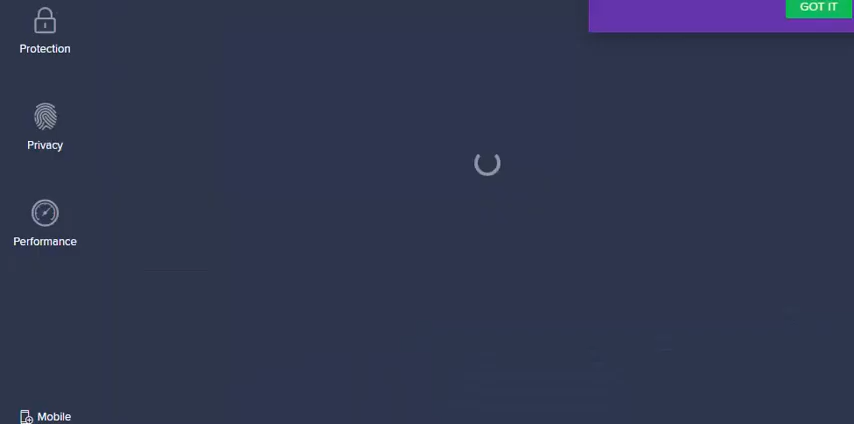 GOT IT
Protection
Privacy
Performance
Mobile